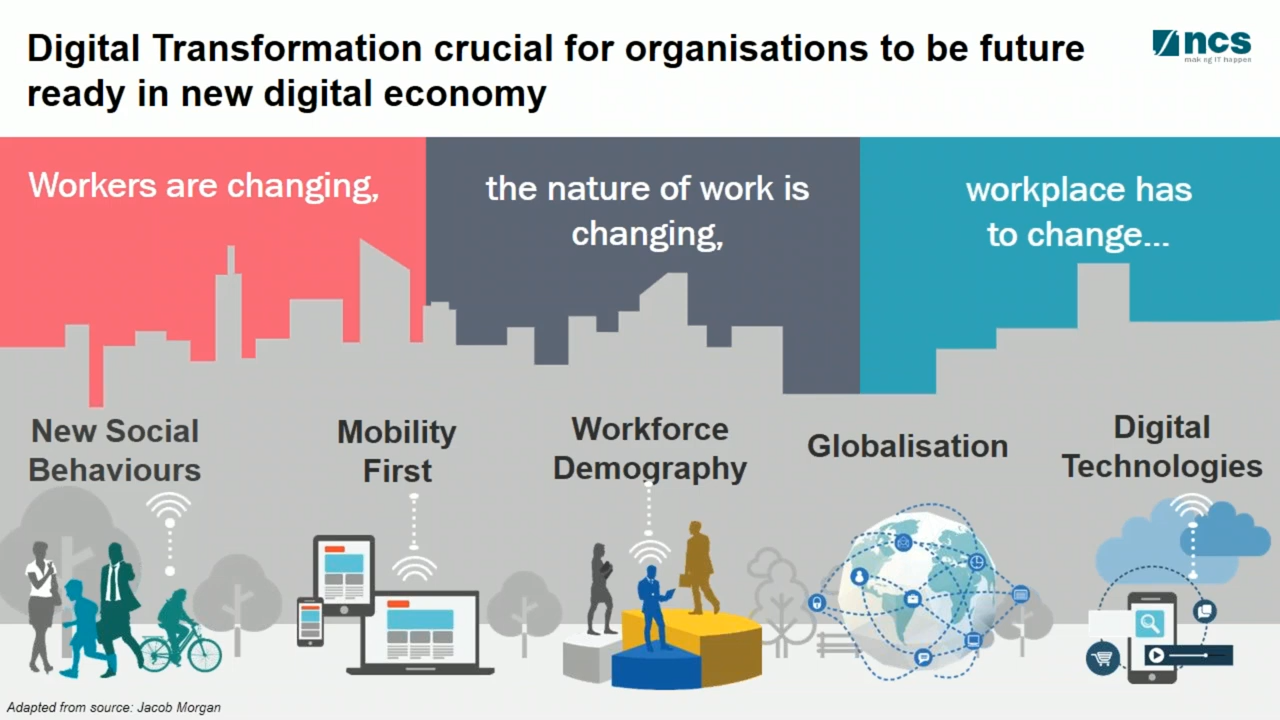 Digital Transformation crucial for organisations to be future
ready in new digital economy
ncs
making IT happen
Workers are changing,
the nature of work is
changing,
workplace has
to change...
New Social
Behaviours
Mobility
First
Workforce
Demography
Globalisation
Digital
Technologies
Adapted from source: Jacob Morgan